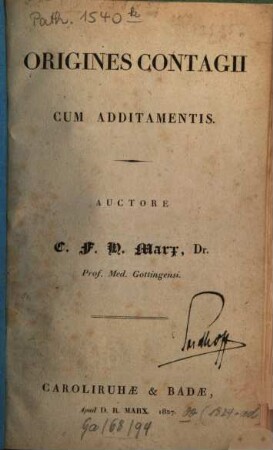 Path. 1540 k
ORIGINES CONTAGII
CUM ADDITAMENTIS.
AUCTORE
C. F. H. Marx, Dr.
Prof. Med. Gottingensi.
CAROLIRUHÆ & BADÆ,
apud D. R. MARX. 1827.
Ga/68/94